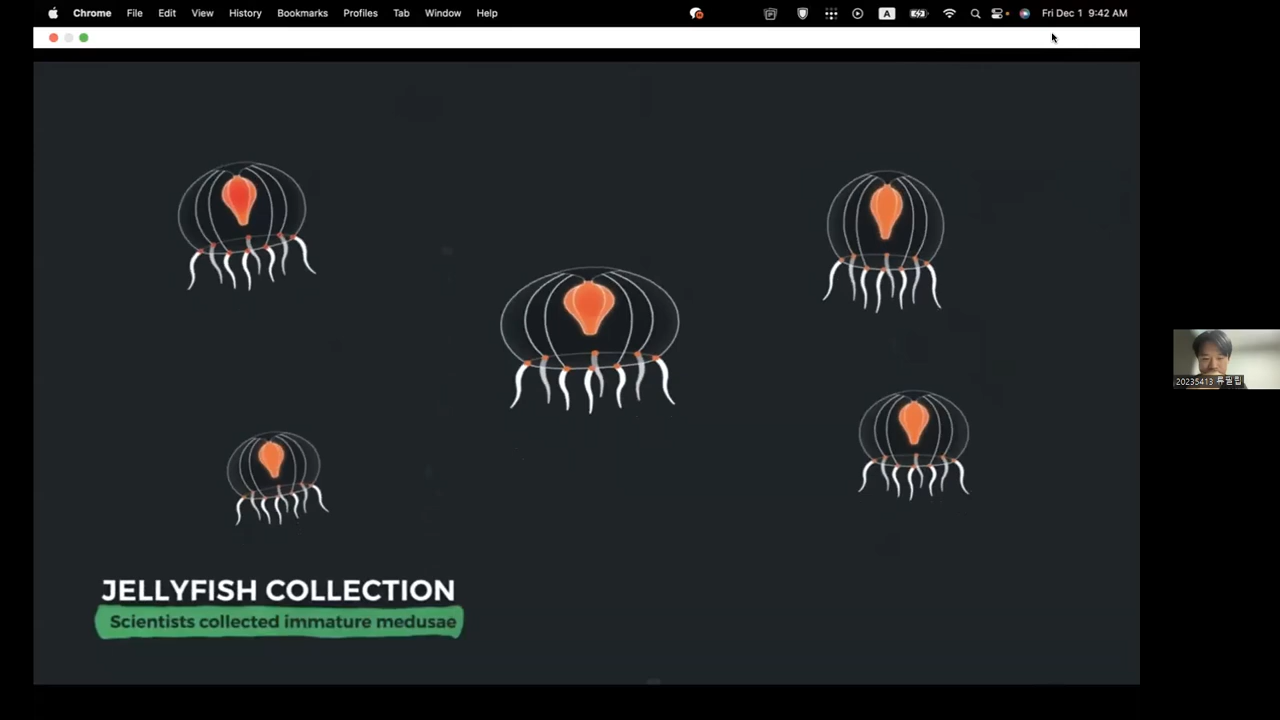 Chrome File Edit View History Bookmarks Profiles Tab Window Help A Fri Dec 1 9:42 AM
20235413 류필립
JELLYFISH COLLECTION
Scientists collected immature medusae